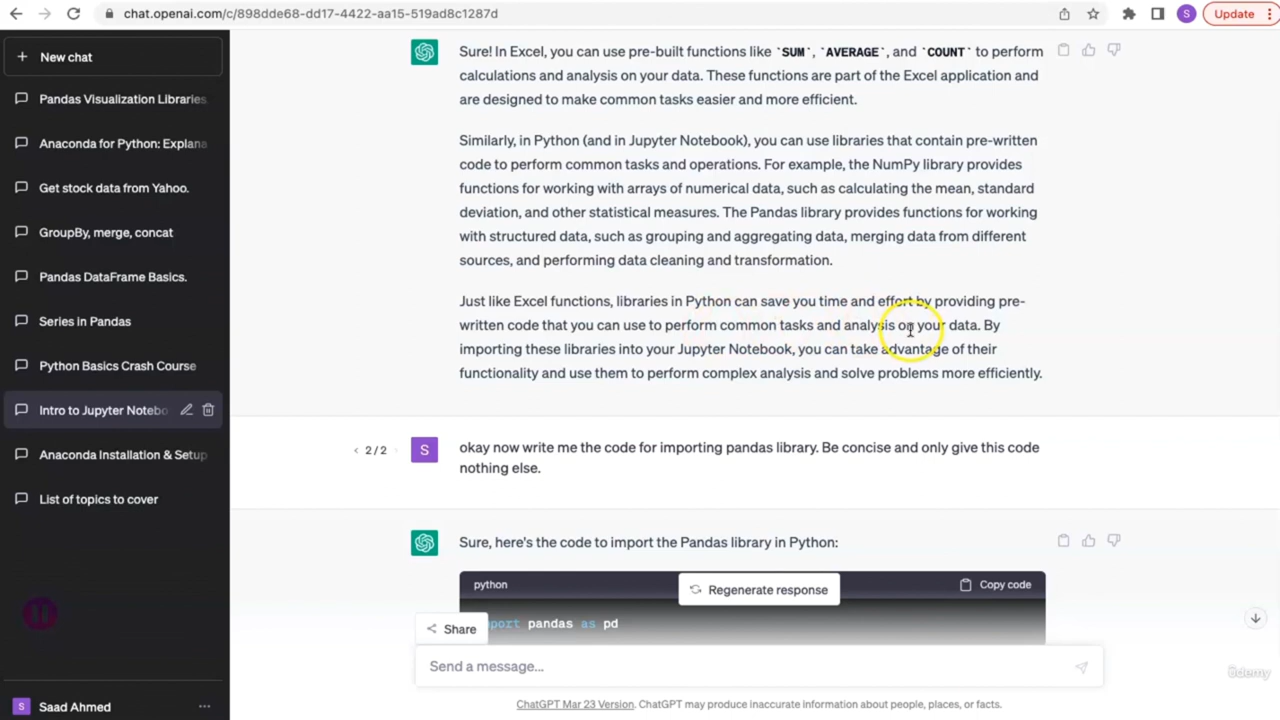 chat.openai.com/c/898dde68-dd17-4422-aa15-519ad8c1287d
S
Update
New chat
Pandas Visualization Libraries
Anaconda for Python: Explana
Get stock data from Yahoo.
GroupBy, merge, concat
Pandas DataFrame Basics.
Series in Pandas
Python Basics Crash Course
Intro to Jupyter Notebo
Anaconda Installation & Setup
List of topics to cover
Saad Ahmed
S
Sure! In Excel, you can use pre-built functions like `SUM`, `AVERAGE`, and `COUNT` to perform
calculations and analysis on your data. These functions are part of the Excel application and
are designed to make common tasks easier and more efficient.
Similarly, in Python (and in Jupyter Notebook), you can use libraries that contain pre-written
code to perform common tasks and operations. For example, the NumPy library provides
functions for working with arrays of numerical data, such as calculating the mean, standard
deviation, and other statistical measures. The Pandas library provides functions for working
with structured data, such as grouping and aggregating data, merging data from different
sources, and performing data cleaning and transformation.
Just like Excel functions, libraries in Python can save you time and effort by providing pre-
written code that you can use to perform common tasks and analysis on your data. By
importing these libraries into your Jupyter Notebook, you can take advantage of their
functionality and use them to perform complex analysis and solve problems more efficiently.
< 2/2 >
S
okay now write me the code for importing pandas library. Be concise and only give this code
nothing else.
Sure, here's the code to import the Pandas library in Python:
python
Regenerate response
Copy code
port pandas as pd
Share
Send a message...
ChatGPT Mar 23 Version. ChatGPT may produce inaccurate information about people, places, or facts.
ûdemy